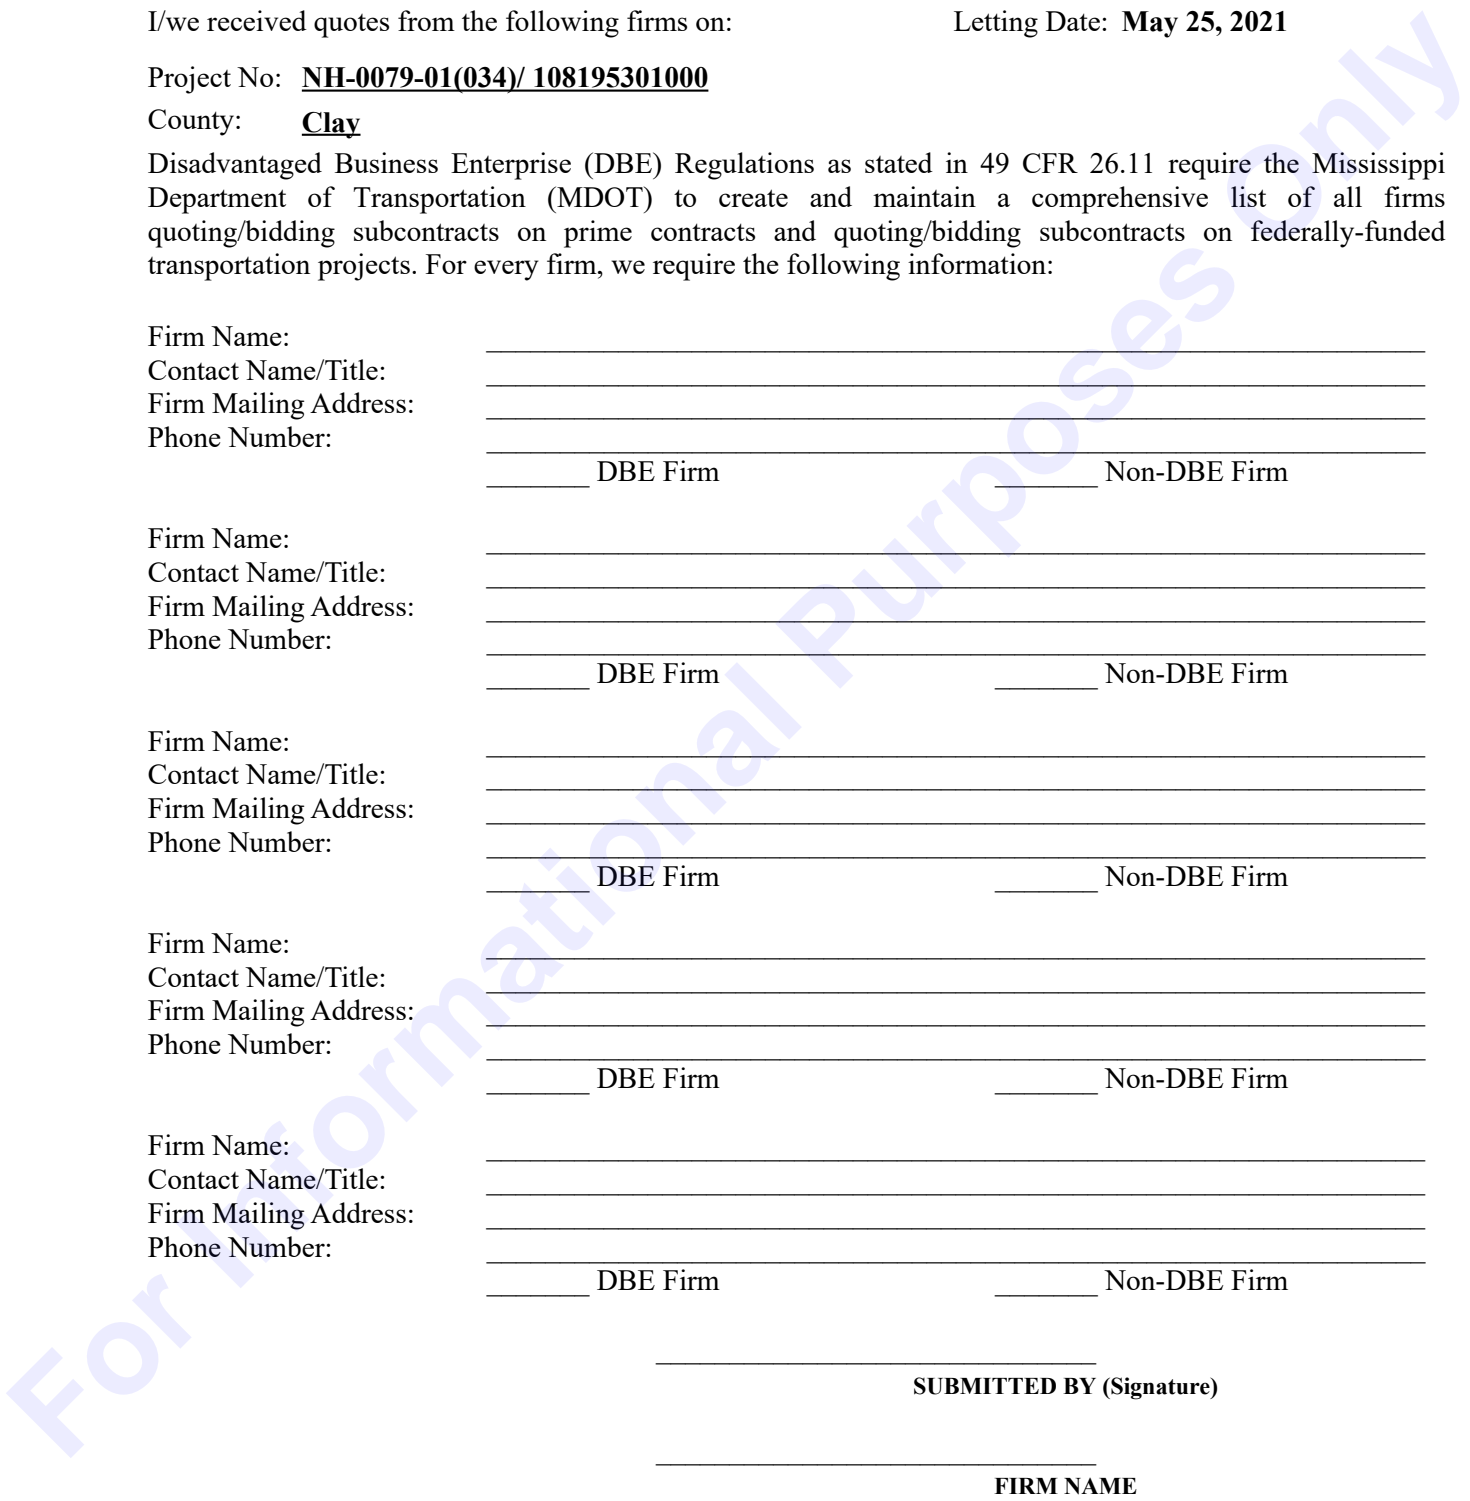 I/we received quotes from the following firms on: Letting Date: May 25, 2021
Project No: NH-0079-01(034)/ 108195301000
County: Clay
Disadvantaged Business Enterprise (DBE) Regulations as stated in 49 CFR 26.11 require the Mississippi
Department of Transportation (MDOT) to create and maintain a comprehensive list of all firms
quoting/bidding subcontracts on prime contracts and quoting/bidding subcontracts on federally-funded
transportation projects. For every firm, we require the following information:
Firm Name:
Contact Name/Title:
Firm Mailing Address:
Phone Number:
DBE Firm Non-DBE Firm
Firm Name:
Contact Name/Title:
Firm Mailing Address:
Phone Number:
DBE Firm Non-DBE Firm
Firm Name:
Contact Name/Title:
Firm Mailing Address:
Phone Number:
DBE Firm Non-DBE Firm
Firm Name:
Contact Name/Title:
Firm Mailing Address:
Phone Number:
DBE Firm Non-DBE Firm
Firm Name:
Contact Name/Title:
Firm Mailing Address:
Phone Number:
DBE Firm Non-DBE Firm
SUBMITTED BY (Signature)
FIRM NAME
For Informational Purposes Only